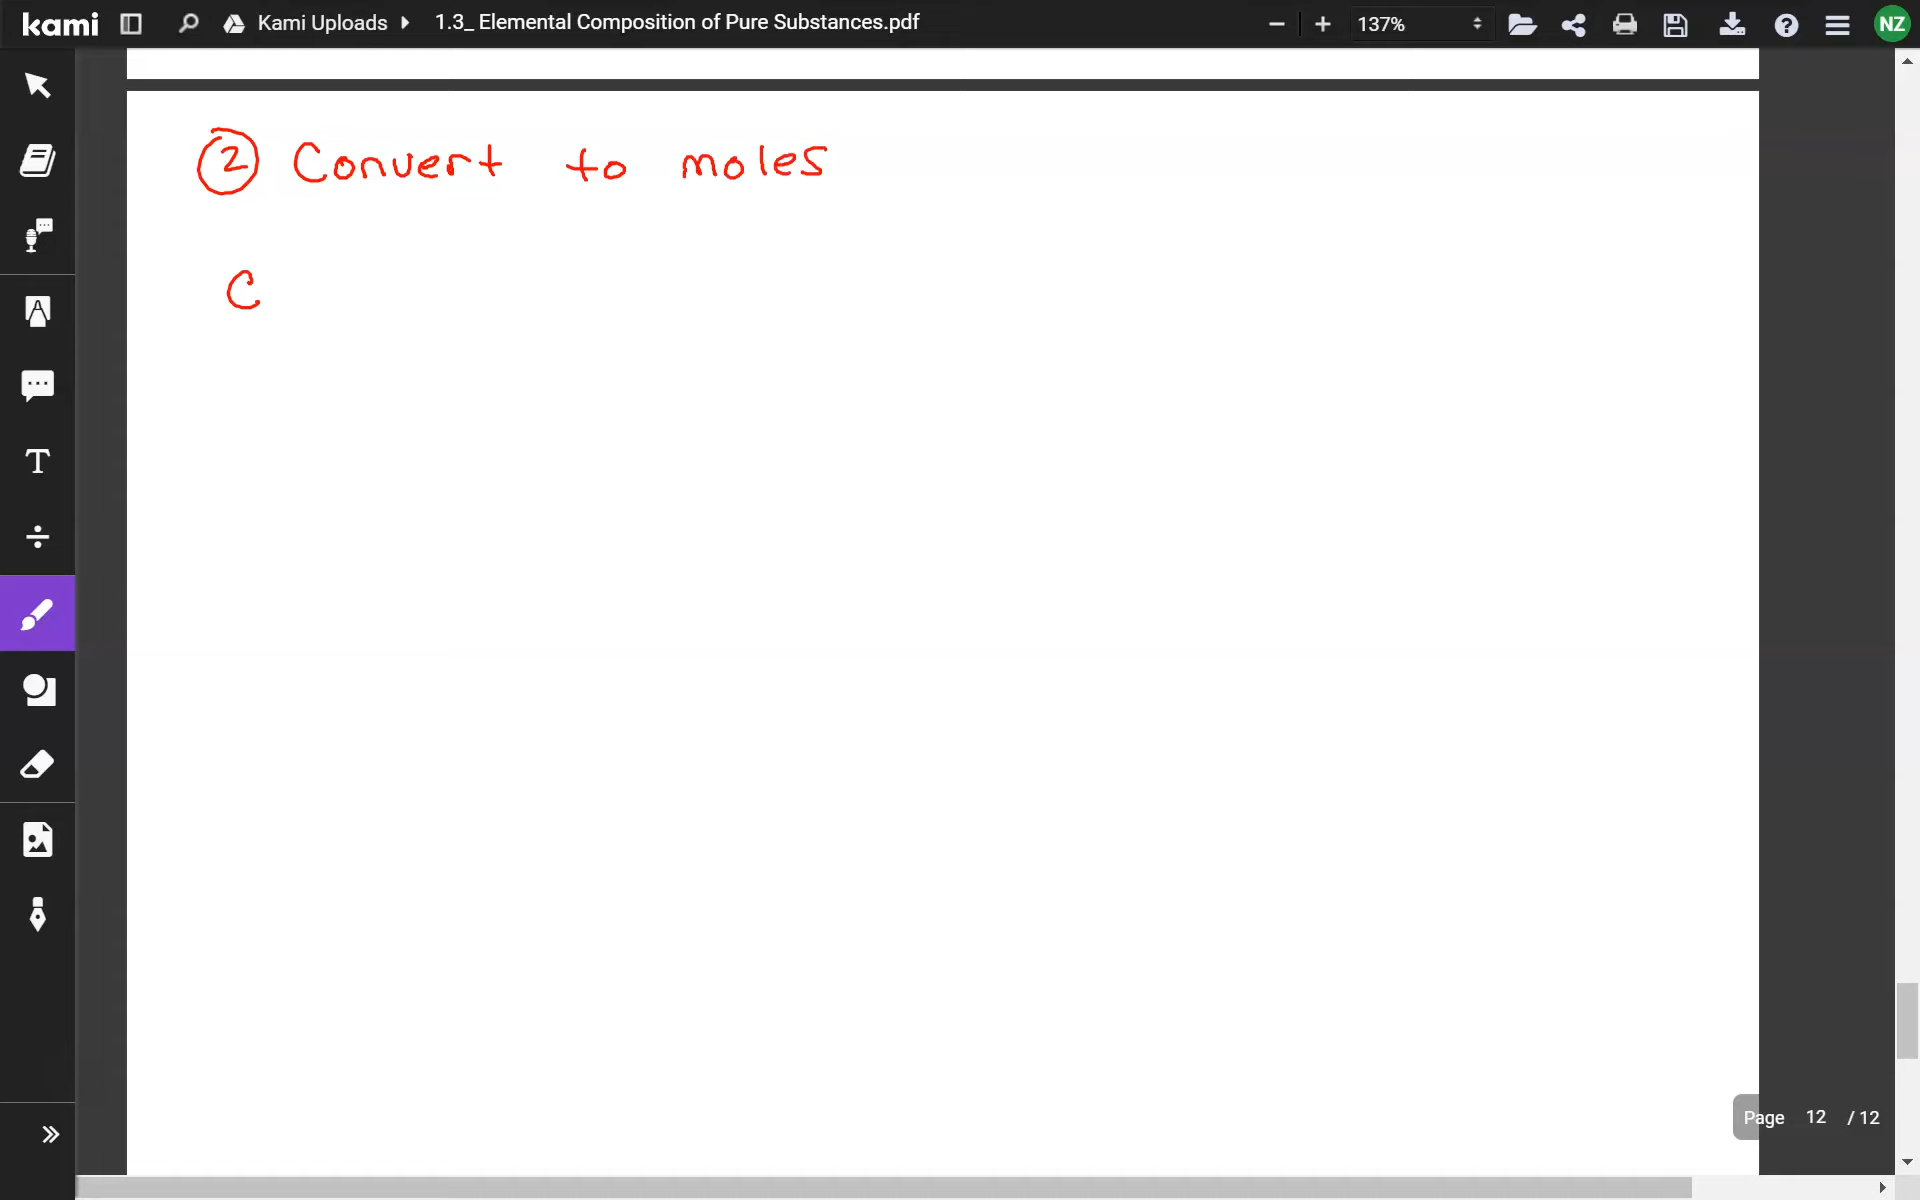 kami Kami Uploads 1.3_ Elemental Composition of Pure Substances.pdf 137% NZ
② Convert to moles
C
Page 12 / 12